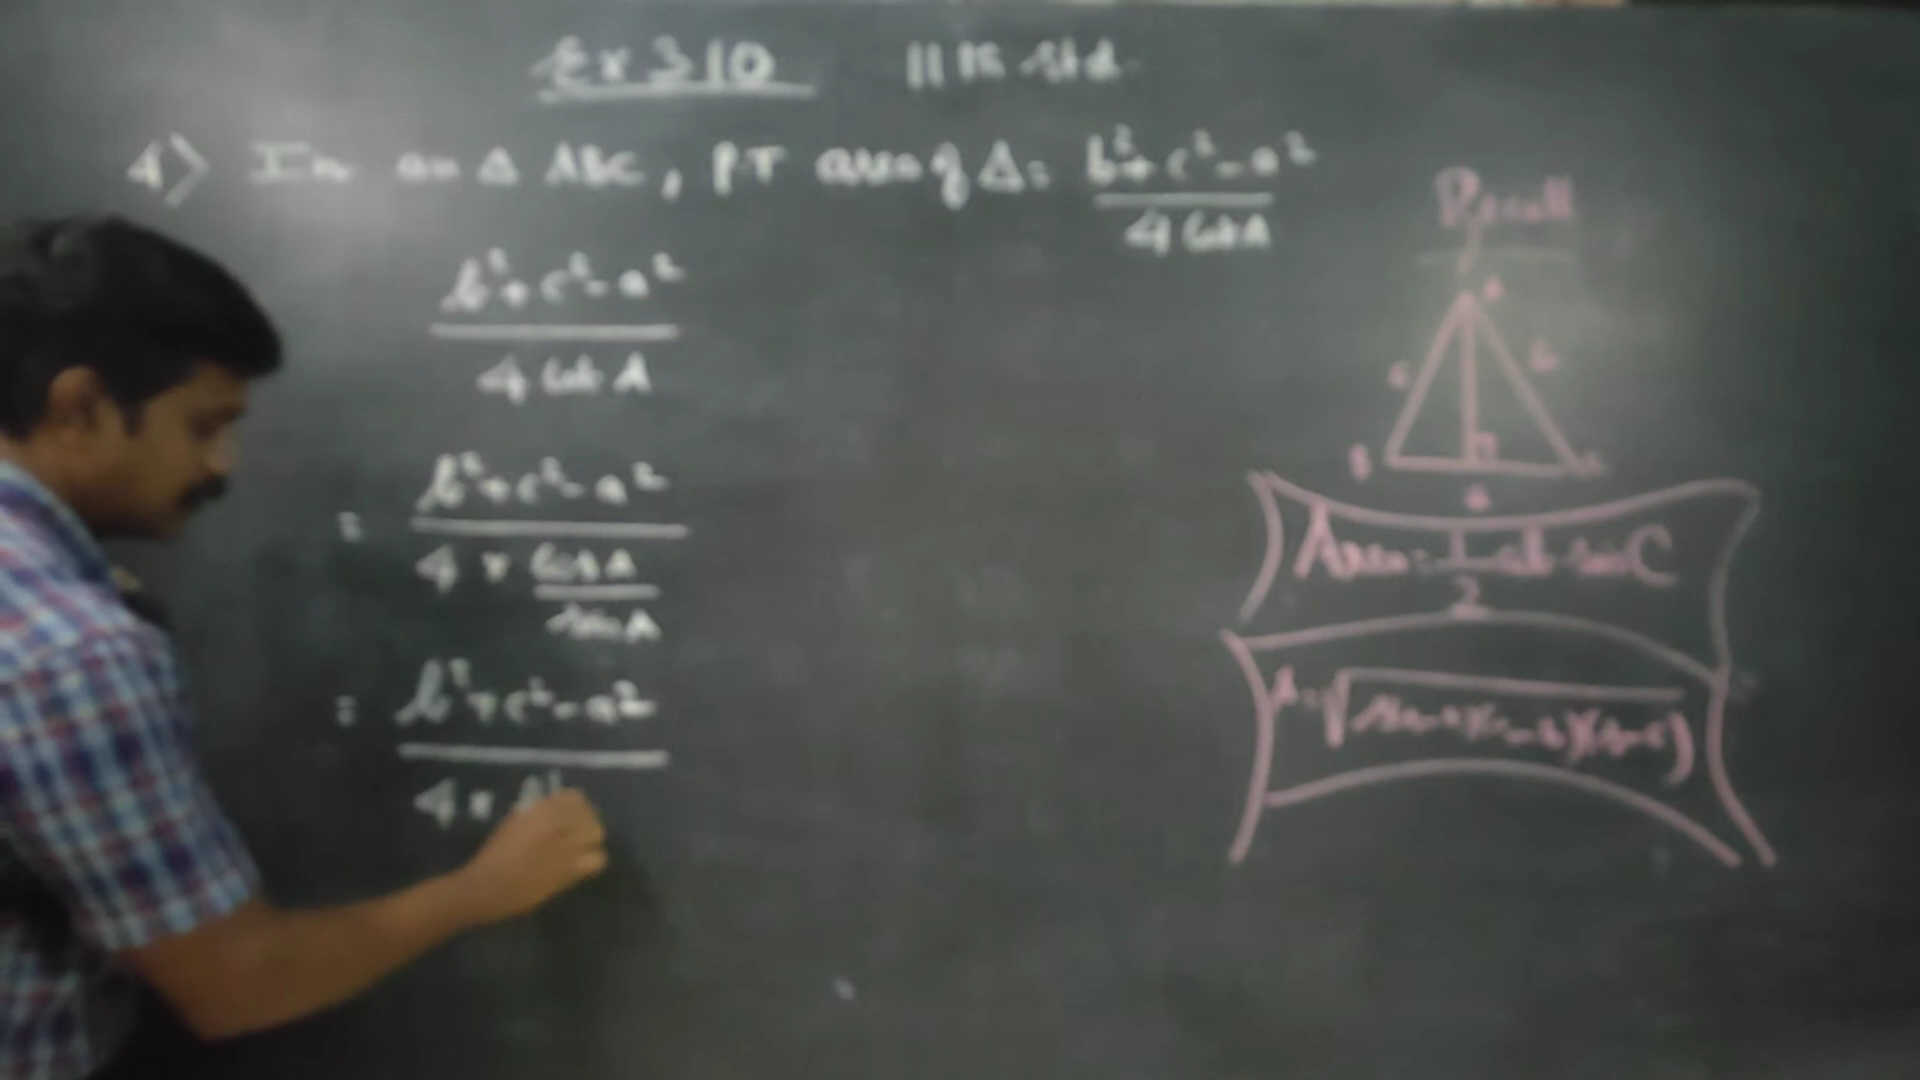 Ex 3.10 11th Std.
4) In an Δ ABC, PT area of Δ = b²+c²-a² / 4 Cot A
b²+c²-a² / 4 Cot A
= b²+c²-a² / 4 × Cos A / sin A
= b²+c²-a² / 4 ×
Recall
A
c b
B D C
a
Area = 1/2 ab sin C
Δ = √s(s-a)(s-b)(s-c)